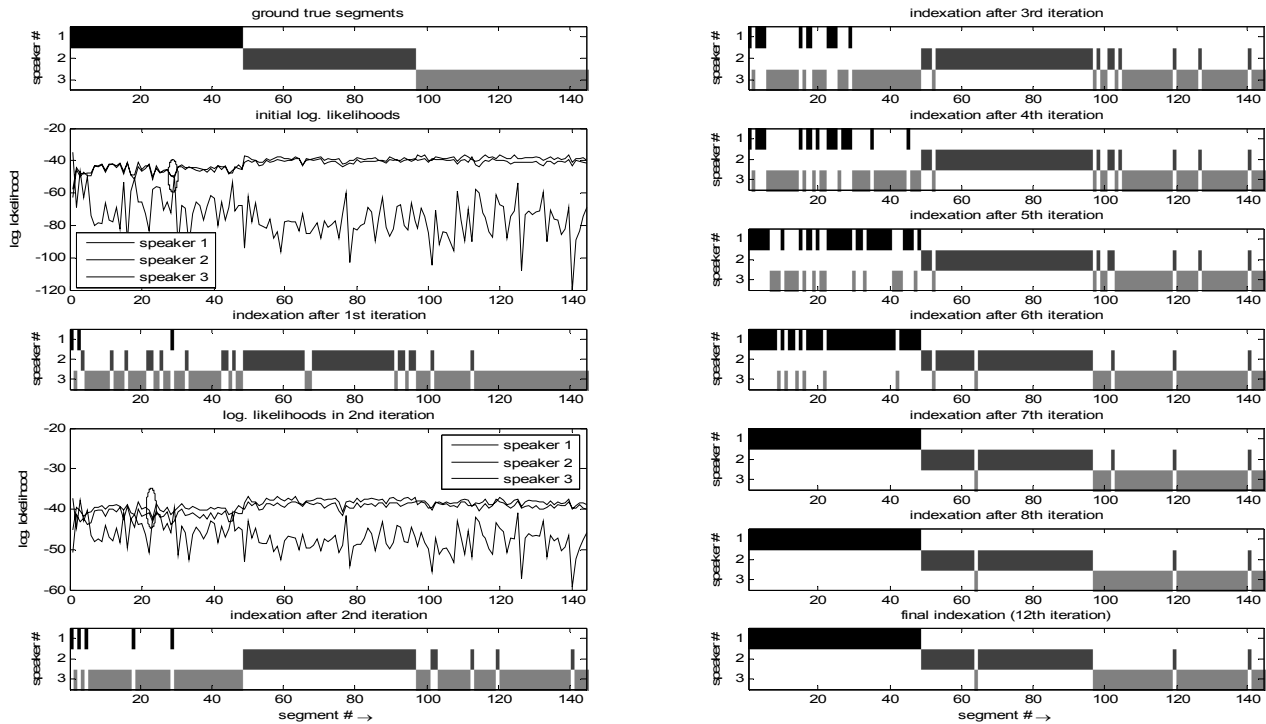 ground true segments
speaker #
1
2
3
20 40 60 80 100 120 140
initial log. likelihoods
log. lokelihood
-20
-40
-60
-80
-100
-120
speaker 1
speaker 2
speaker 3
0 20 40 60 80 100 120 140
indexation after 1st iteration
speaker #
1
2
3
20 40 60 80 100 120 140
log. likelihoods in 2nd iteration
log. lokelihood
-20
-30
-40
-50
-60
speaker 1
speaker 2
speaker 3
0 20 40 60 80 100 120 140
indexation after 2nd iteration
speaker #
1
2
3
20 40 60 80 100 120 140
segment # →
indexation after 3rd iteration
speaker #
1
2
3
20 40 60 80 100 120 140
indexation after 4th iteration
speaker #
1
2
3
20 40 60 80 100 120 140
indexation after 5th iteration
speaker #
1
2
3
20 40 60 80 100 120 140
indexation after 6th iteration
speaker #
1
2
3
20 40 60 80 100 120 140
indexation after 7th iteration
speaker #
1
2
3
20 40 60 80 100 120 140
indexation after 8th iteration
speaker #
1
2
3
20 40 60 80 100 120 140
final indexation (12th iteration)
speaker #
1
2
3
20 40 60 80 100 120 140
segment # →